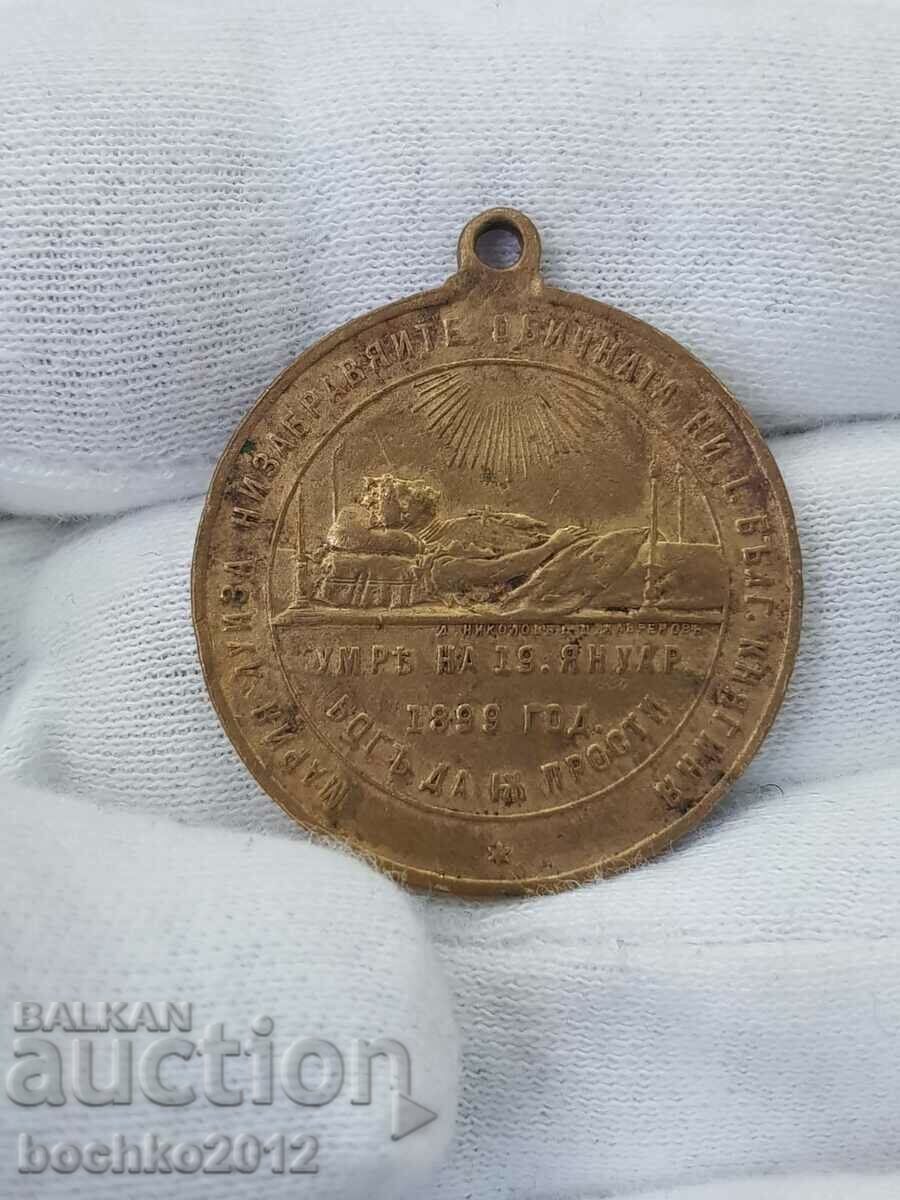 МАРИЯ ЛУИЗА НИЗАБРАВЯЙТЕ ОБИЧНАТА НИ I. БЪЛГ. КНЯГИНЯ
УМРѢ НА 19. ЯНУАР
1899 ГОД.
БОГЪ ДА Ѭ ПРОСТИ
BALKAN
auction
bochko2012